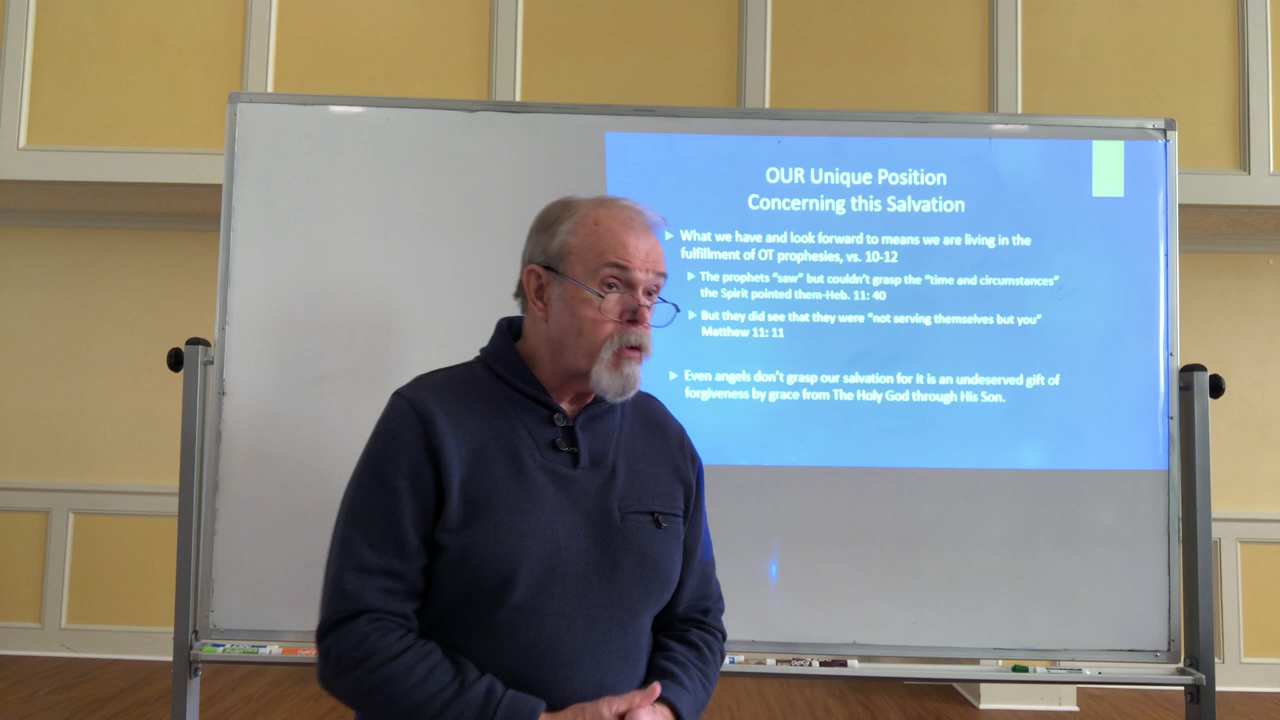 OUR Unique Position
Concerning this Salvation
What we have and look forward to means we are living in the
fulfillment of OT prophesies, vs. 10-12
The prophets “saw” but couldn’t grasp the “time and circumstances”
the Spirit pointed them-Heb. 11: 40
But they did see that they were “not serving themselves but you”
Matthew 11: 11
Even angels don’t grasp our salvation for it is an undeserved gift of
forgiveness by grace from The Holy God through His Son.